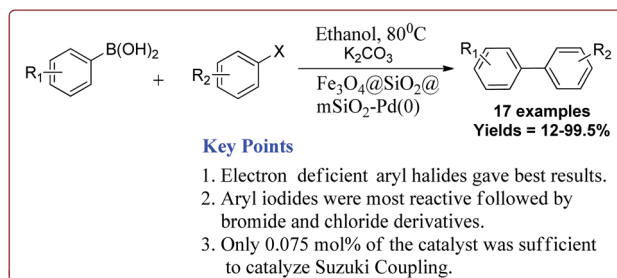 B(OH)₂
R₁
+
X
R₂
Ethanol, 80⁰C
K₂CO₃
Fe₃O₄@SiO₂@
mSiO₂-Pd(0)
R₁
R₂
17 examples
Yields = 12-99.5%
Key Points
1. Electron deficient aryl halides gave best results.
2. Aryl iodides were most reactive followed by
bromide and chloride derivatives.
3. Only 0.075 mol% of the catalyst was sufficient
to catalyze Suzuki Coupling.